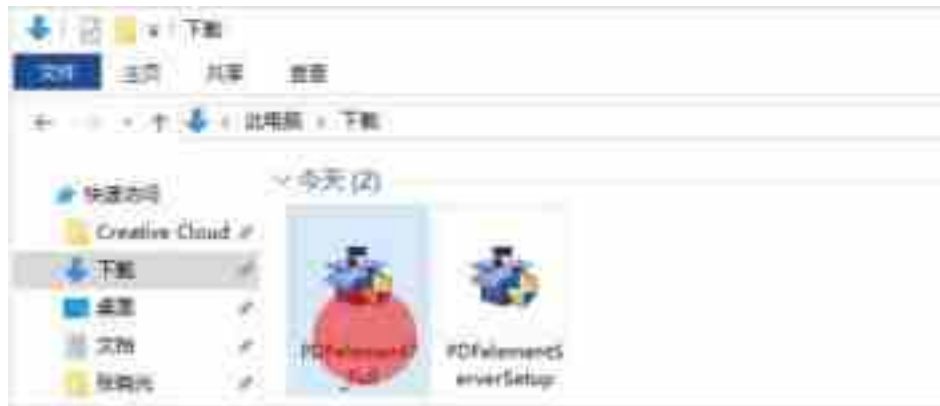 下载
文件 主页 共享 查看
此电脑 › 下载
今天 (2)
快速访问
Creative Cloud
下载
桌面
文档
PDFelementS
erverSetup